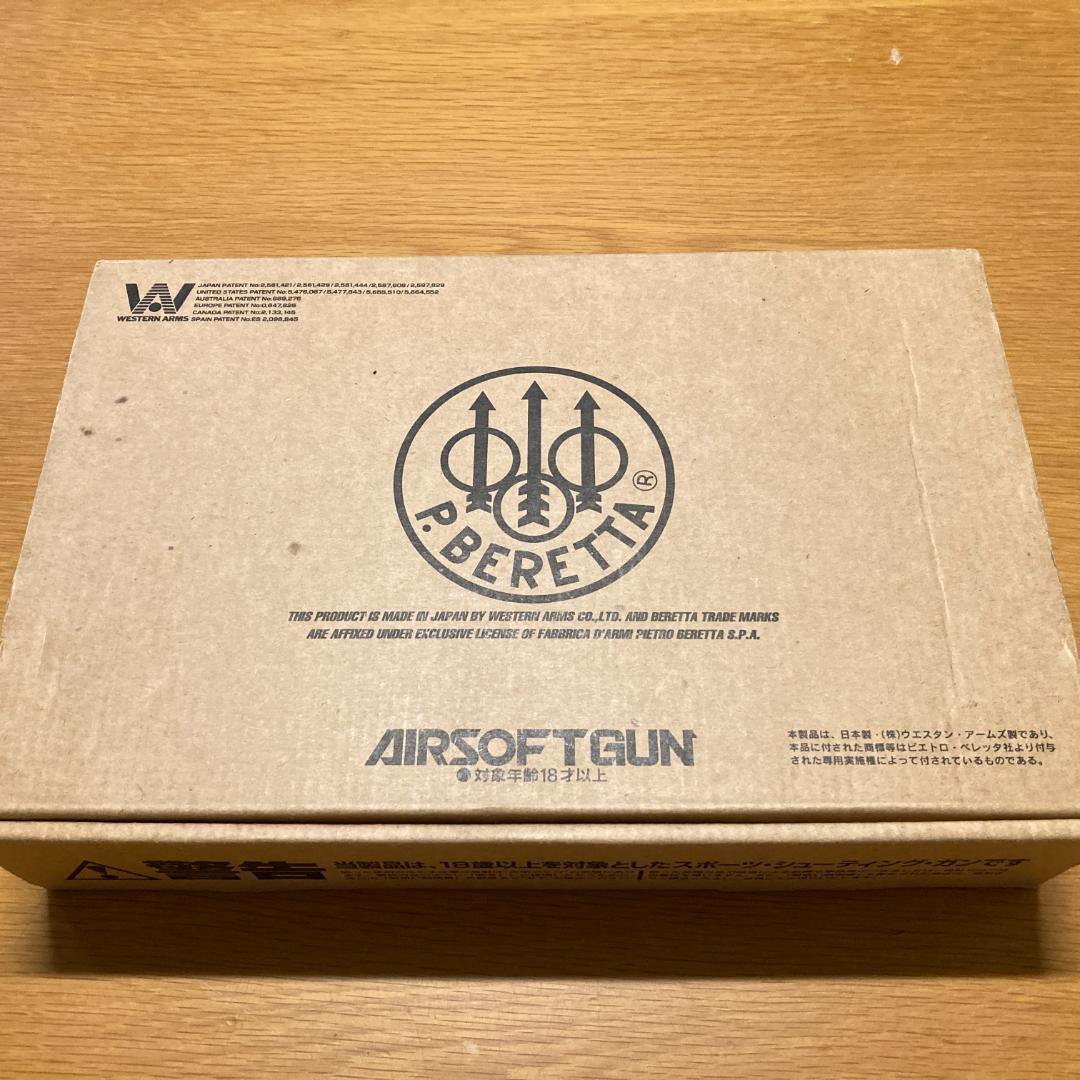 JAPAN PATENT No:2,561,421/2,561,429/2,561,444/2,587,608/2,597,829
UNITED STATES PATENT No:5,476,087/5,477,843/5,655,510/5,664,552
AUSTRALIA PATENT No:669,276
EUROPE PATENT No:0,647,826
CANADA PATENT No:2,133,145
WESTERN ARMS SPAIN PATENT No:ES 2,098,845
P. BERETTA ®
THIS PRODUCT IS MADE IN JAPAN BY WESTERN ARMS CO.,LTD. AND BERETTA TRADE MARKS
ARE AFFIXED UNDER EXCLUSIVE LICENSE OF FABBRICA D'ARMI PIETRO BERETTA S.P.A.
AIRSOFTGUN
対象年齢18才以上
本製品は、日本製・(株)ウエスタン・アームズ製であり、
本品に付された商標等はピエトロ・ベレッタ社より付与
された専用実施権によって付されているものである。
警告 当製品は、18歳以上を対象としたスポーツ・シューティング・ガンです